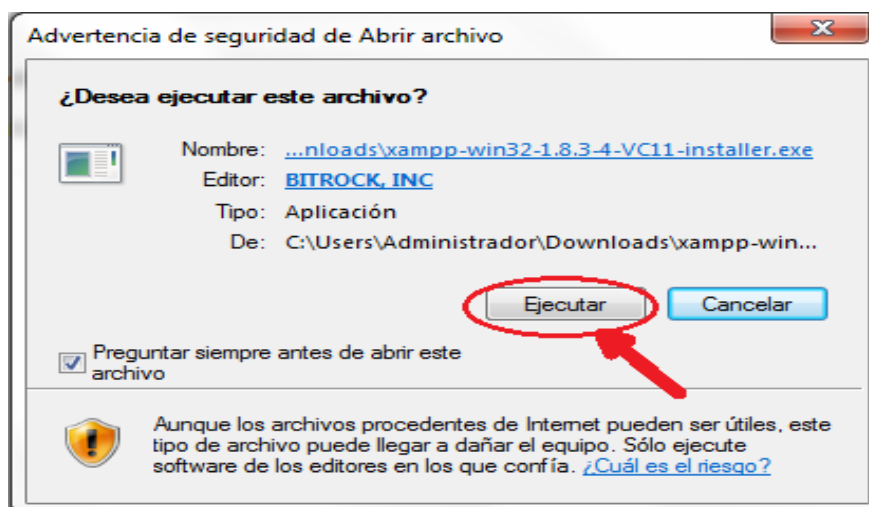 Advertencia de seguridad de Abrir archivo
¿Desea ejecutar este archivo?
Nombre: ...nloads\xampp-win32-1.8.3-4-VC11-installer.exe
Editor: BITROCK, INC
Tipo: Aplicación
De: C:\Users\Administrador\Downloads\xampp-win...
Ejecutar Cancelar
Preguntar siempre antes de abrir este
archivo
Aunque los archivos procedentes de Internet pueden ser útiles, este
tipo de archivo puede llegar a dañar el equipo. Sólo ejecute
software de los editores en los que confía. ¿Cuál es el riesgo?